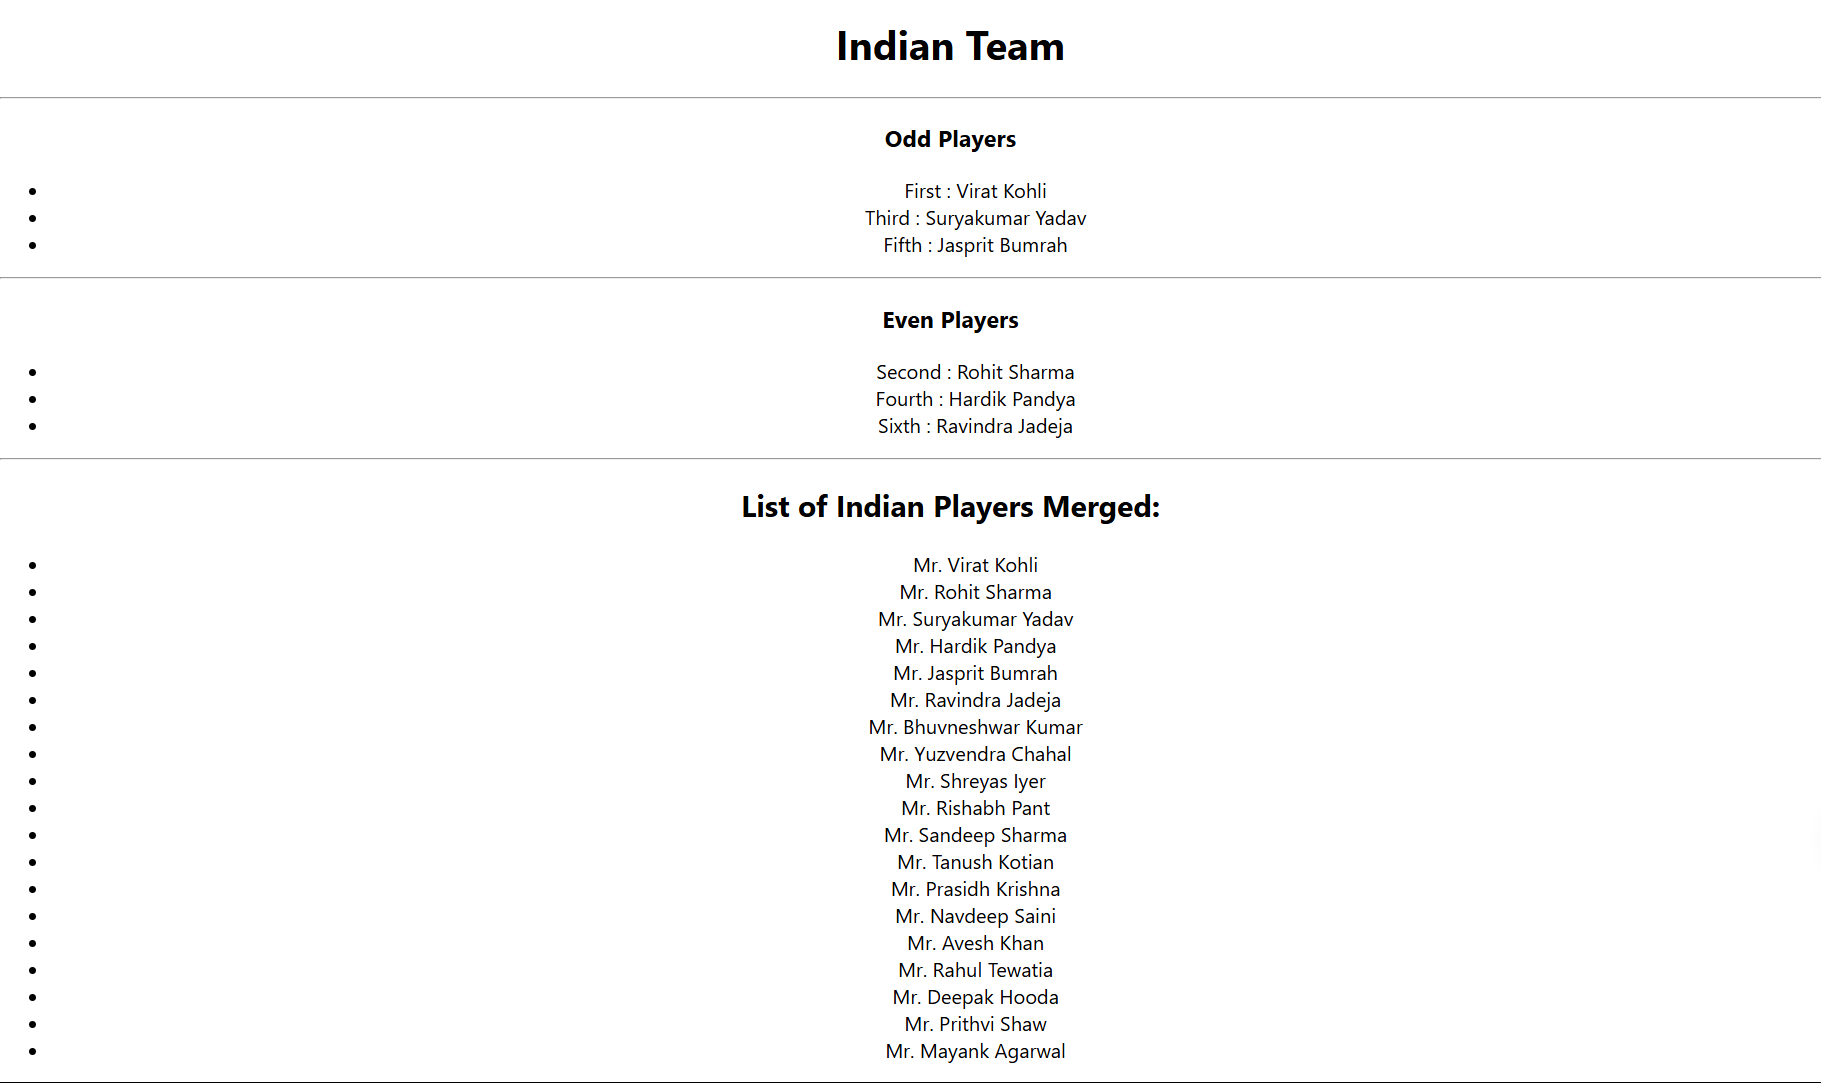 Indian Team
Odd Players
• First : Virat Kohli
• Third : Suryakumar Yadav
• Fifth : Jasprit Bumrah
Even Players
• Second : Rohit Sharma
• Fourth : Hardik Pandya
• Sixth : Ravindra Jadeja
List of Indian Players Merged:
• Mr. Virat Kohli
• Mr. Rohit Sharma
• Mr. Suryakumar Yadav
• Mr. Hardik Pandya
• Mr. Jasprit Bumrah
• Mr. Ravindra Jadeja
• Mr. Bhuvneshwar Kumar
• Mr. Yuzvendra Chahal
• Mr. Shreyas Iyer
• Mr. Rishabh Pant
• Mr. Sandeep Sharma
• Mr. Tanush Kotian
• Mr. Prasidh Krishna
• Mr. Navdeep Saini
• Mr. Avesh Khan
• Mr. Rahul Tewatia
• Mr. Deepak Hooda
• Mr. Prithvi Shaw
• Mr. Mayank Agarwal